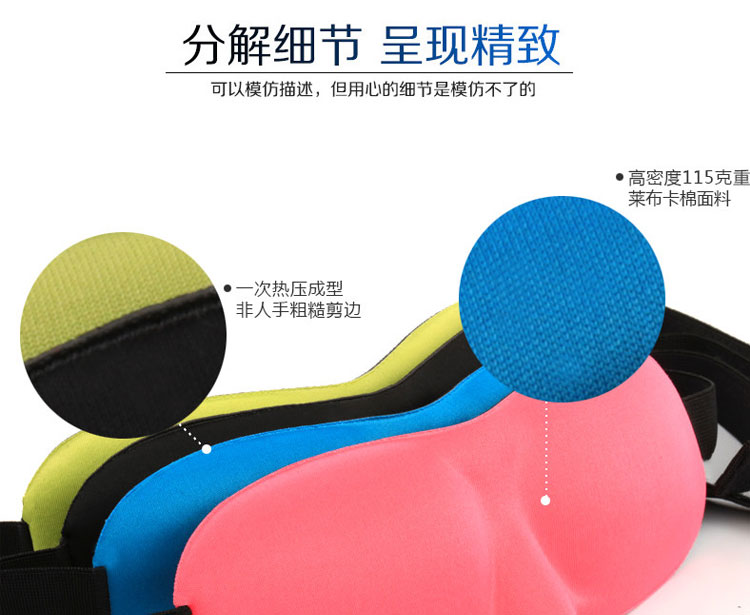 分解细节 呈现精致
可以模仿描述，但用心的细节是模仿不了的
高密度115克重
莱布卡棉面料
一次热压成型
非人手粗糙剪边